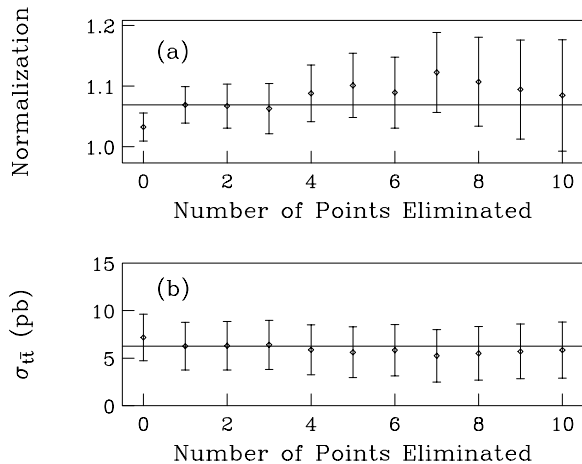 Normalization
1.2
1.1
1.0
(a)
0 2 4 6 8 10
Number of Points Eliminated
σtt̄ (pb)
15
10
5
0
(b)
0 2 4 6 8 10
Number of Points Eliminated